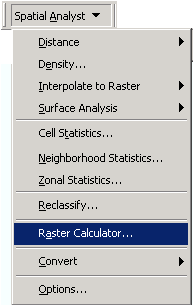 Spatial Analyst
Distance
Density...
Interpolate to Raster
Surface Analysis
Cell Statistics...
Neighborhood Statistics...
Zonal Statistics...
Reclassify...
Raster Calculator...
Convert
Options...